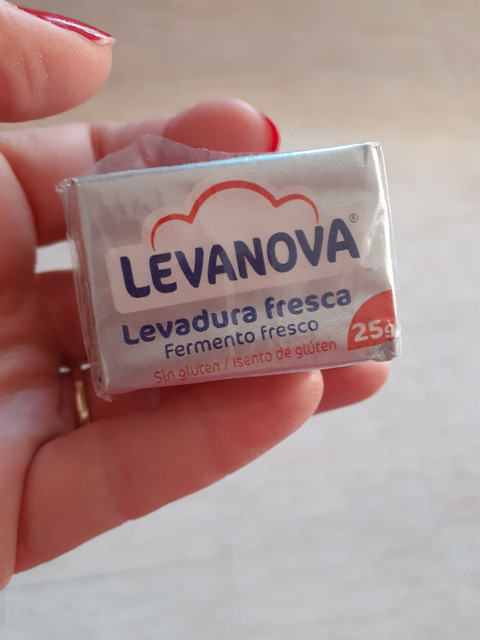 LEVANOVA®
Levadura fresca
Fermento fresco
25g
Sin gluten / Isento de glúten